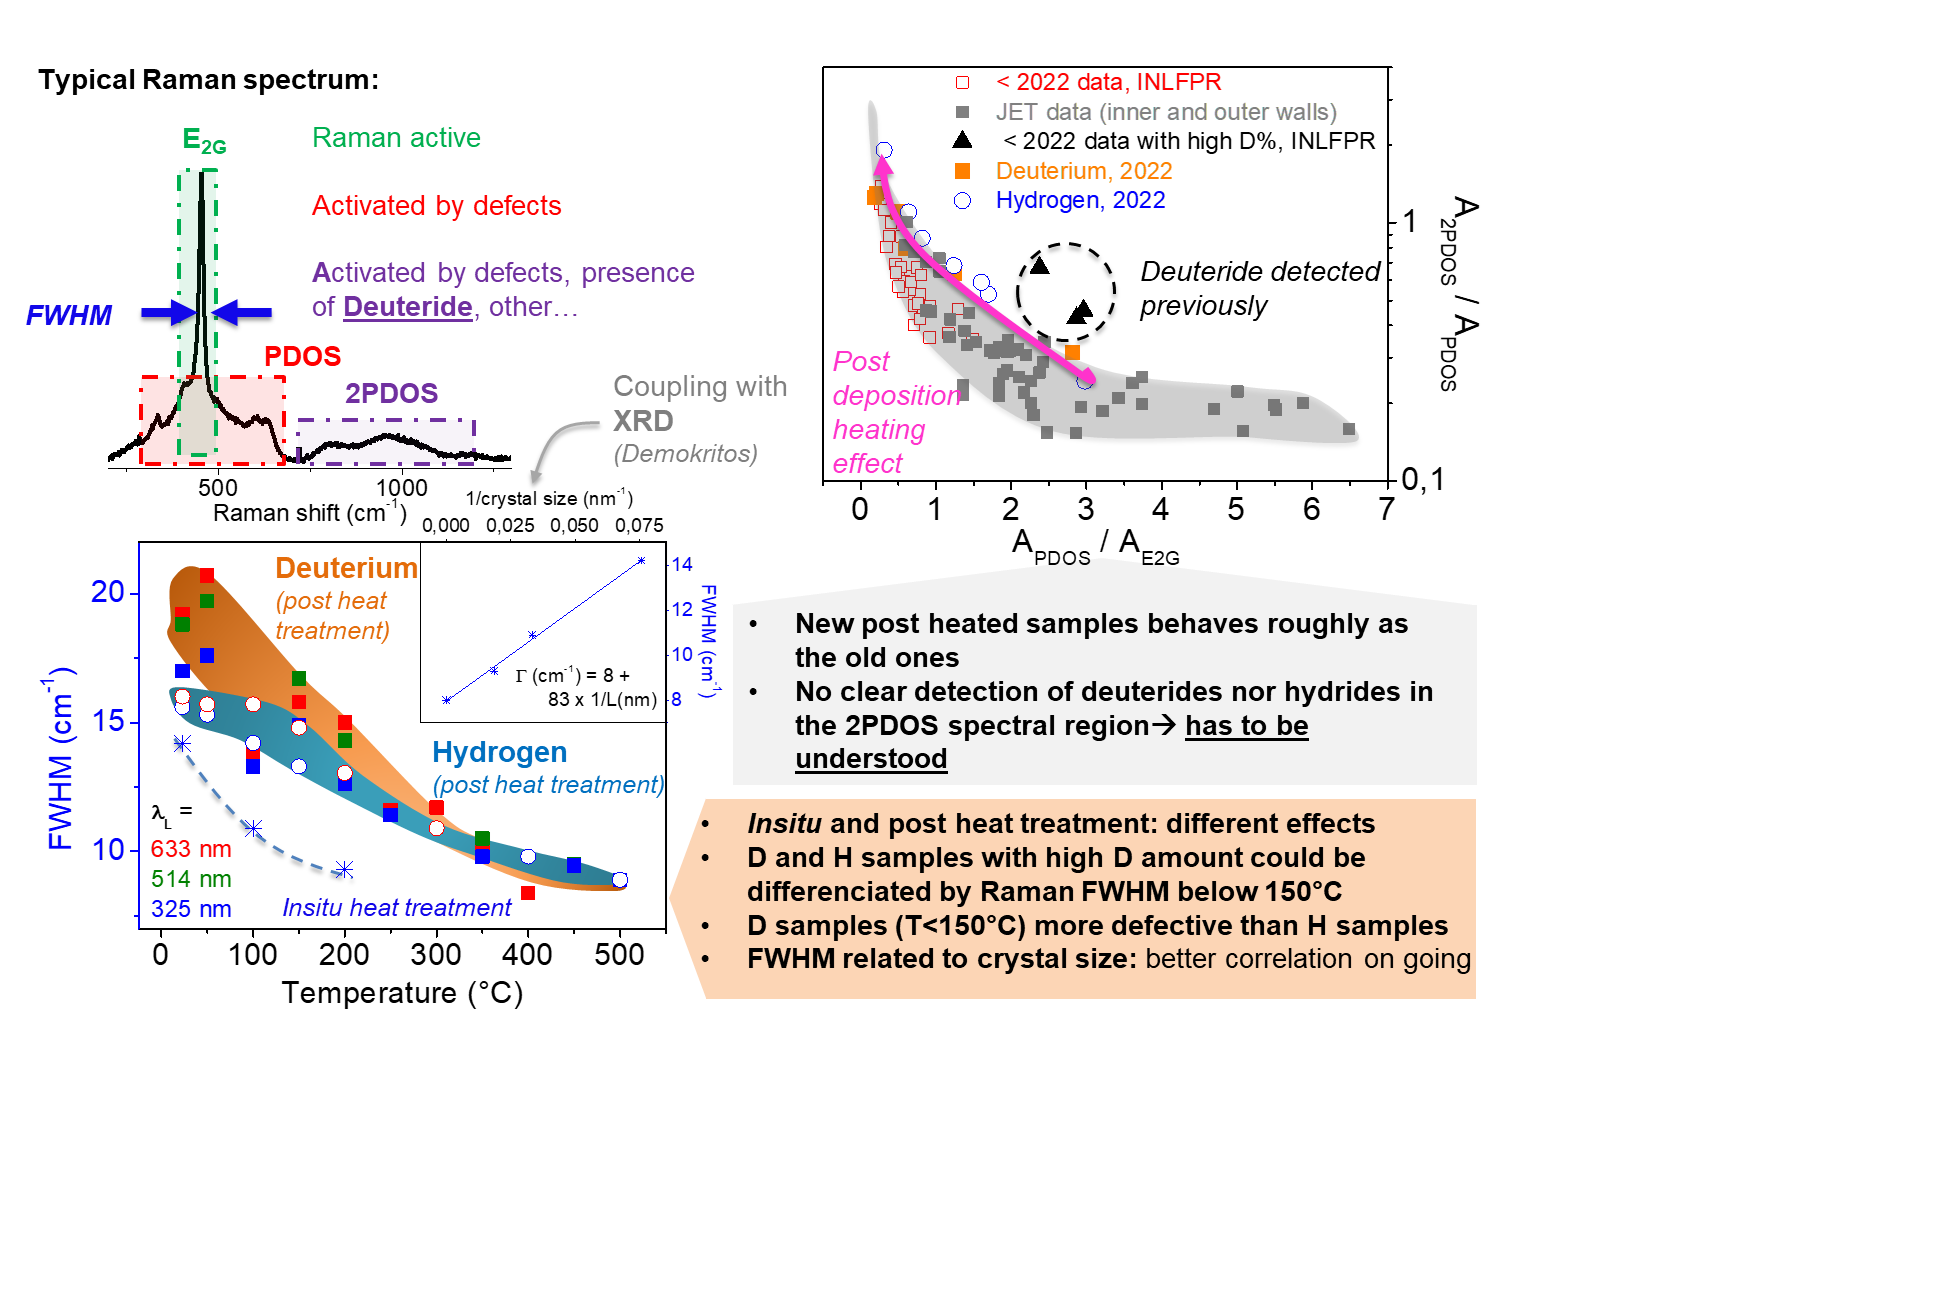 Typical Raman spectrum:
E2G
Raman active
Activated by defects
Activated by defects, presence
of Deuteride, other…
FWHM
PDOS
2PDOS
500
1000
Raman shift (cm-1)
Coupling with
XRD
(Demokritos)
< 2022 data, INLFPR
JET data (inner and outer walls)
< 2022 data with high D%, INLFPR
Deuterium, 2022
Hydrogen, 2022
Deuteride detected
previously
Post
deposition
heating
effect
1
0,1
A2PDOS / APDOS
0 1 2 3 4 5 6 7
APDOS / AE2G
1/crystal size (nm-1)
0,000 0,025 0,050 0,075
14
12
10
8
FWHM (cm-1)
Γ (cm-1) = 8 +
83 x 1/L(nm)
Deuterium
(post heat
treatment)
Hydrogen
(post heat treatment)
20
15
10
FWHM (cm-1)
λL =
633 nm
514 nm
325 nm
Insitu heat treatment
0 100 200 300 400 500
Temperature (°C)
• New post heated samples behaves roughly as
the old ones
• No clear detection of deuterides nor hydrides in
the 2PDOS spectral region→ has to be
understood
• Insitu and post heat treatment: different effects
• D and H samples with high D amount could be
differenciated by Raman FWHM below 150°C
• D samples (T<150°C) more defective than H samples
• FWHM related to crystal size: better correlation on going